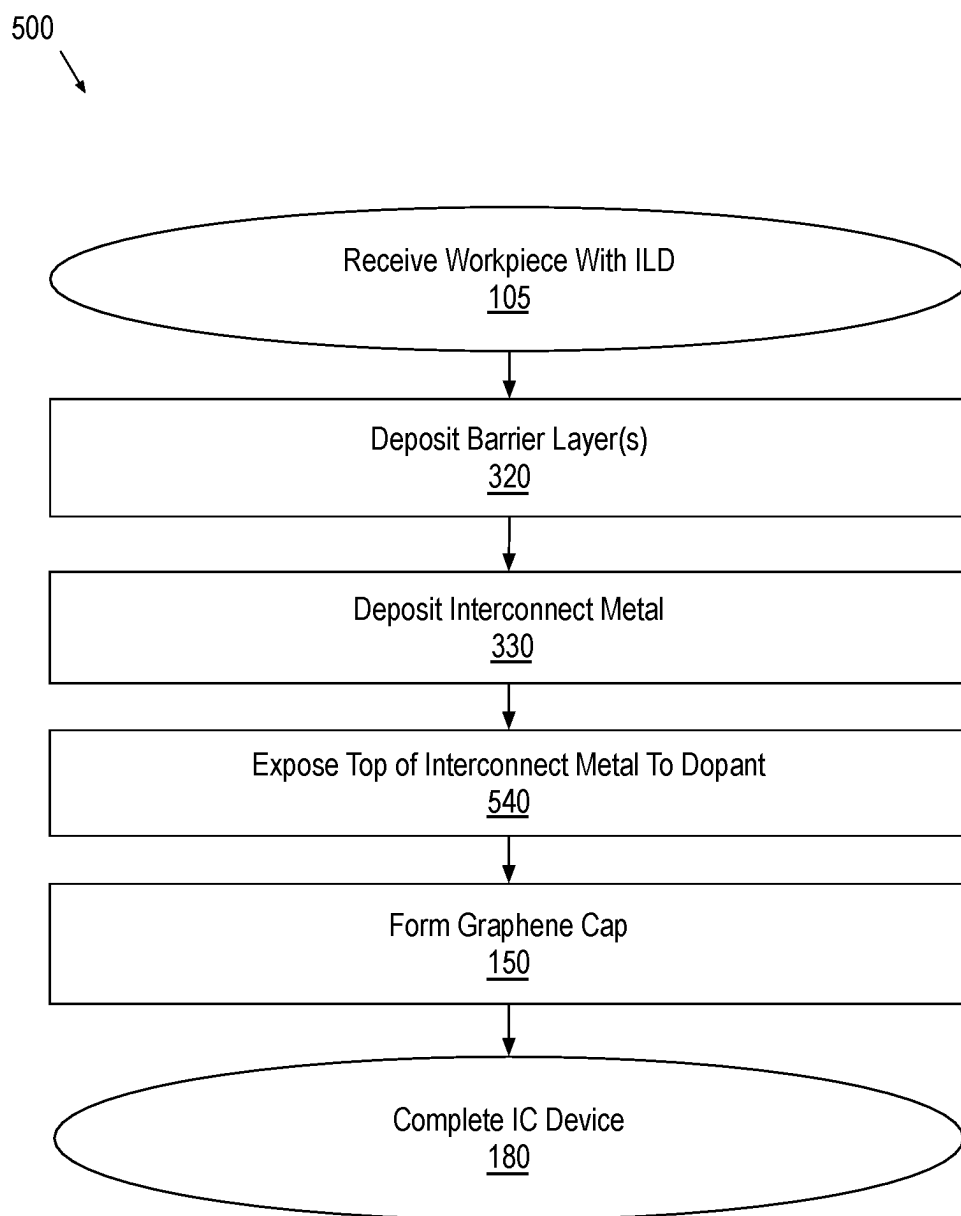 500
Receive Workpiece With ILD
105
Deposit Barrier Layer(s)
320
Deposit Interconnect Metal
330
Expose Top of Interconnect Metal To Dopant
540
Form Graphene Cap
150
Complete IC Device
180